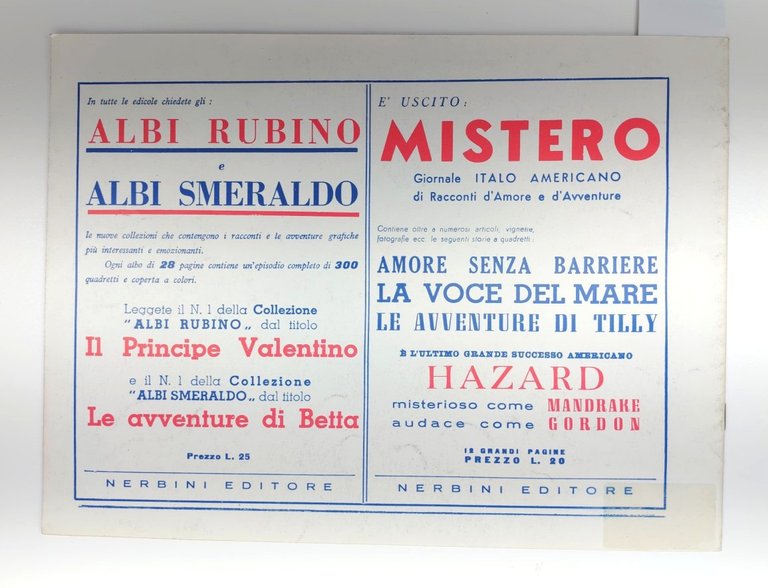 In tutte le edicole chiedete gli :
ALBI RUBINO
e
ALBI SMERALDO
le nuove collezioni che contengono i racconti e le avventure grafiche
più interessanti e emozionanti.
Ogni albo di 28 pagine contiene un'episodio completo di 300
quadretti e coperta a colori.
Leggete il N. 1 della Collezione
"ALBI RUBINO„ dal titolo
Il Principe Valentino
e il N. 1 della Collezione
"ALBI SMERALDO„ dal titolo
Le avventure di Betta
Prezzo L. 25
NERBINI EDITORE
E' USCITO :
MISTERO
Giornale ITALO AMERICANO
di Racconti d'Amore e d'Avventure
Contiene oltre a numerosi articoli, vignette,
fotografie ecc. le seguenti storie a quadretti :
AMORE SENZA BARRIERE
LA VOCE DEL MARE
LE AVVENTURE DI TILLY
È L'ULTIMO GRANDE SUCCESSO AMERICANO
HAZARD
misterioso come MANDRAKE
audace come GORDON
12 GRANDI PAGINE
PREZZO L. 20
NERBINI EDITORE